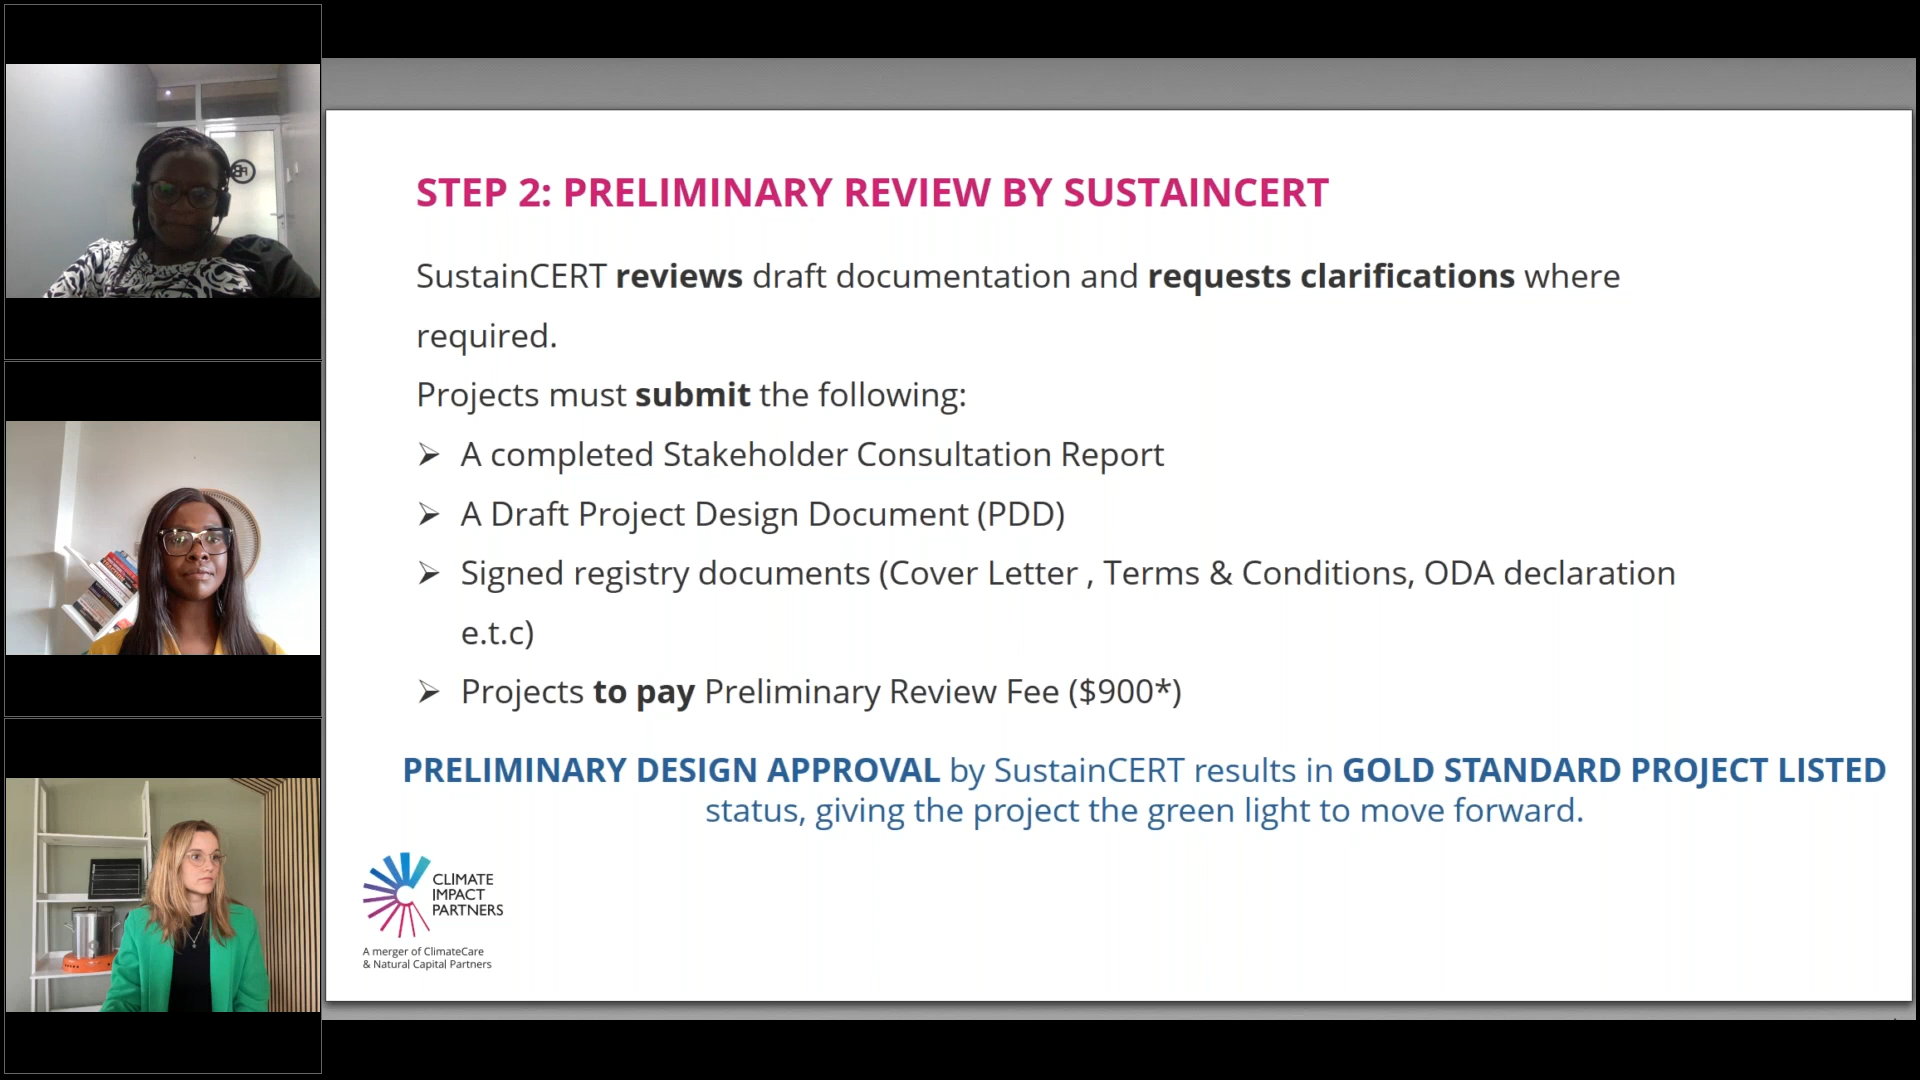 STEP 2: PRELIMINARY REVIEW BY SUSTAINCERT
SustainCERT reviews draft documentation and requests clarifications where
required.
Projects must submit the following:
➢ A completed Stakeholder Consultation Report
➢ A Draft Project Design Document (PDD)
➢ Signed registry documents (Cover Letter , Terms & Conditions, ODA declaration
e.t.c)
➢ Projects to pay Preliminary Review Fee ($900*)
PRELIMINARY DESIGN APPROVAL by SustainCERT results in GOLD STANDARD PROJECT LISTED
status, giving the project the green light to move forward.
CLIMATE
IMPACT
PARTNERS
A merger of ClimateCare
& Natural Capital Partners